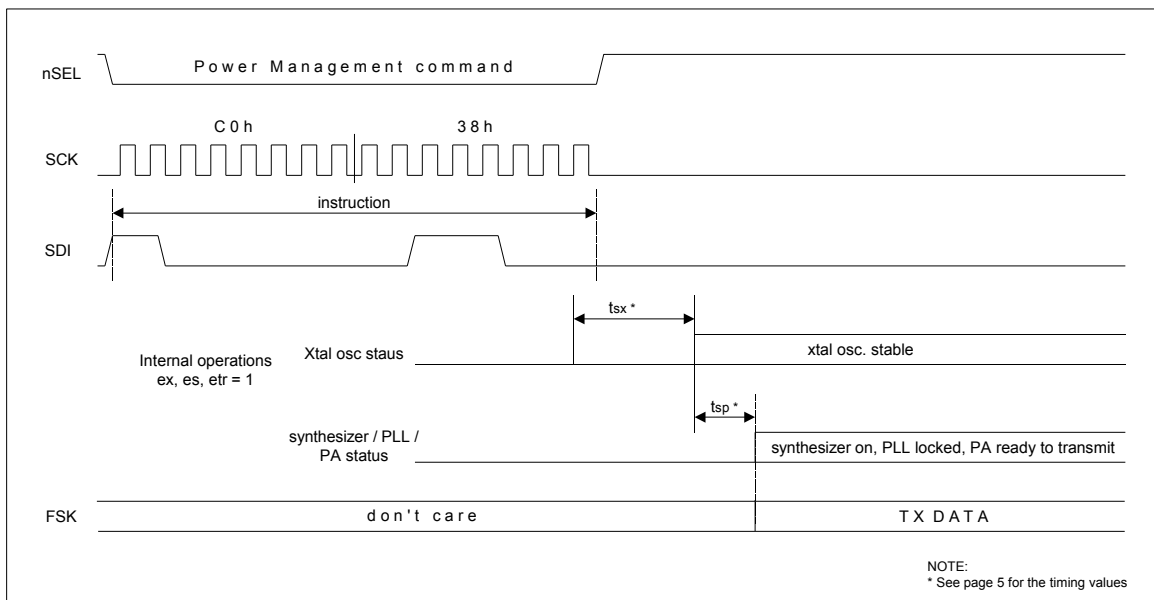 nSEL
Power Management command
C0h
38h
SCK
instruction
SDI
tsx *
Internal operations
ex, es, etr = 1
Xtal osc staus
xtal osc. stable
tsp *
synthesizer / PLL /
PA status
synthesizer on, PLL locked, PA ready to transmit
FSK
don't care
TX DATA
NOTE:
* See page 5 for the timing values